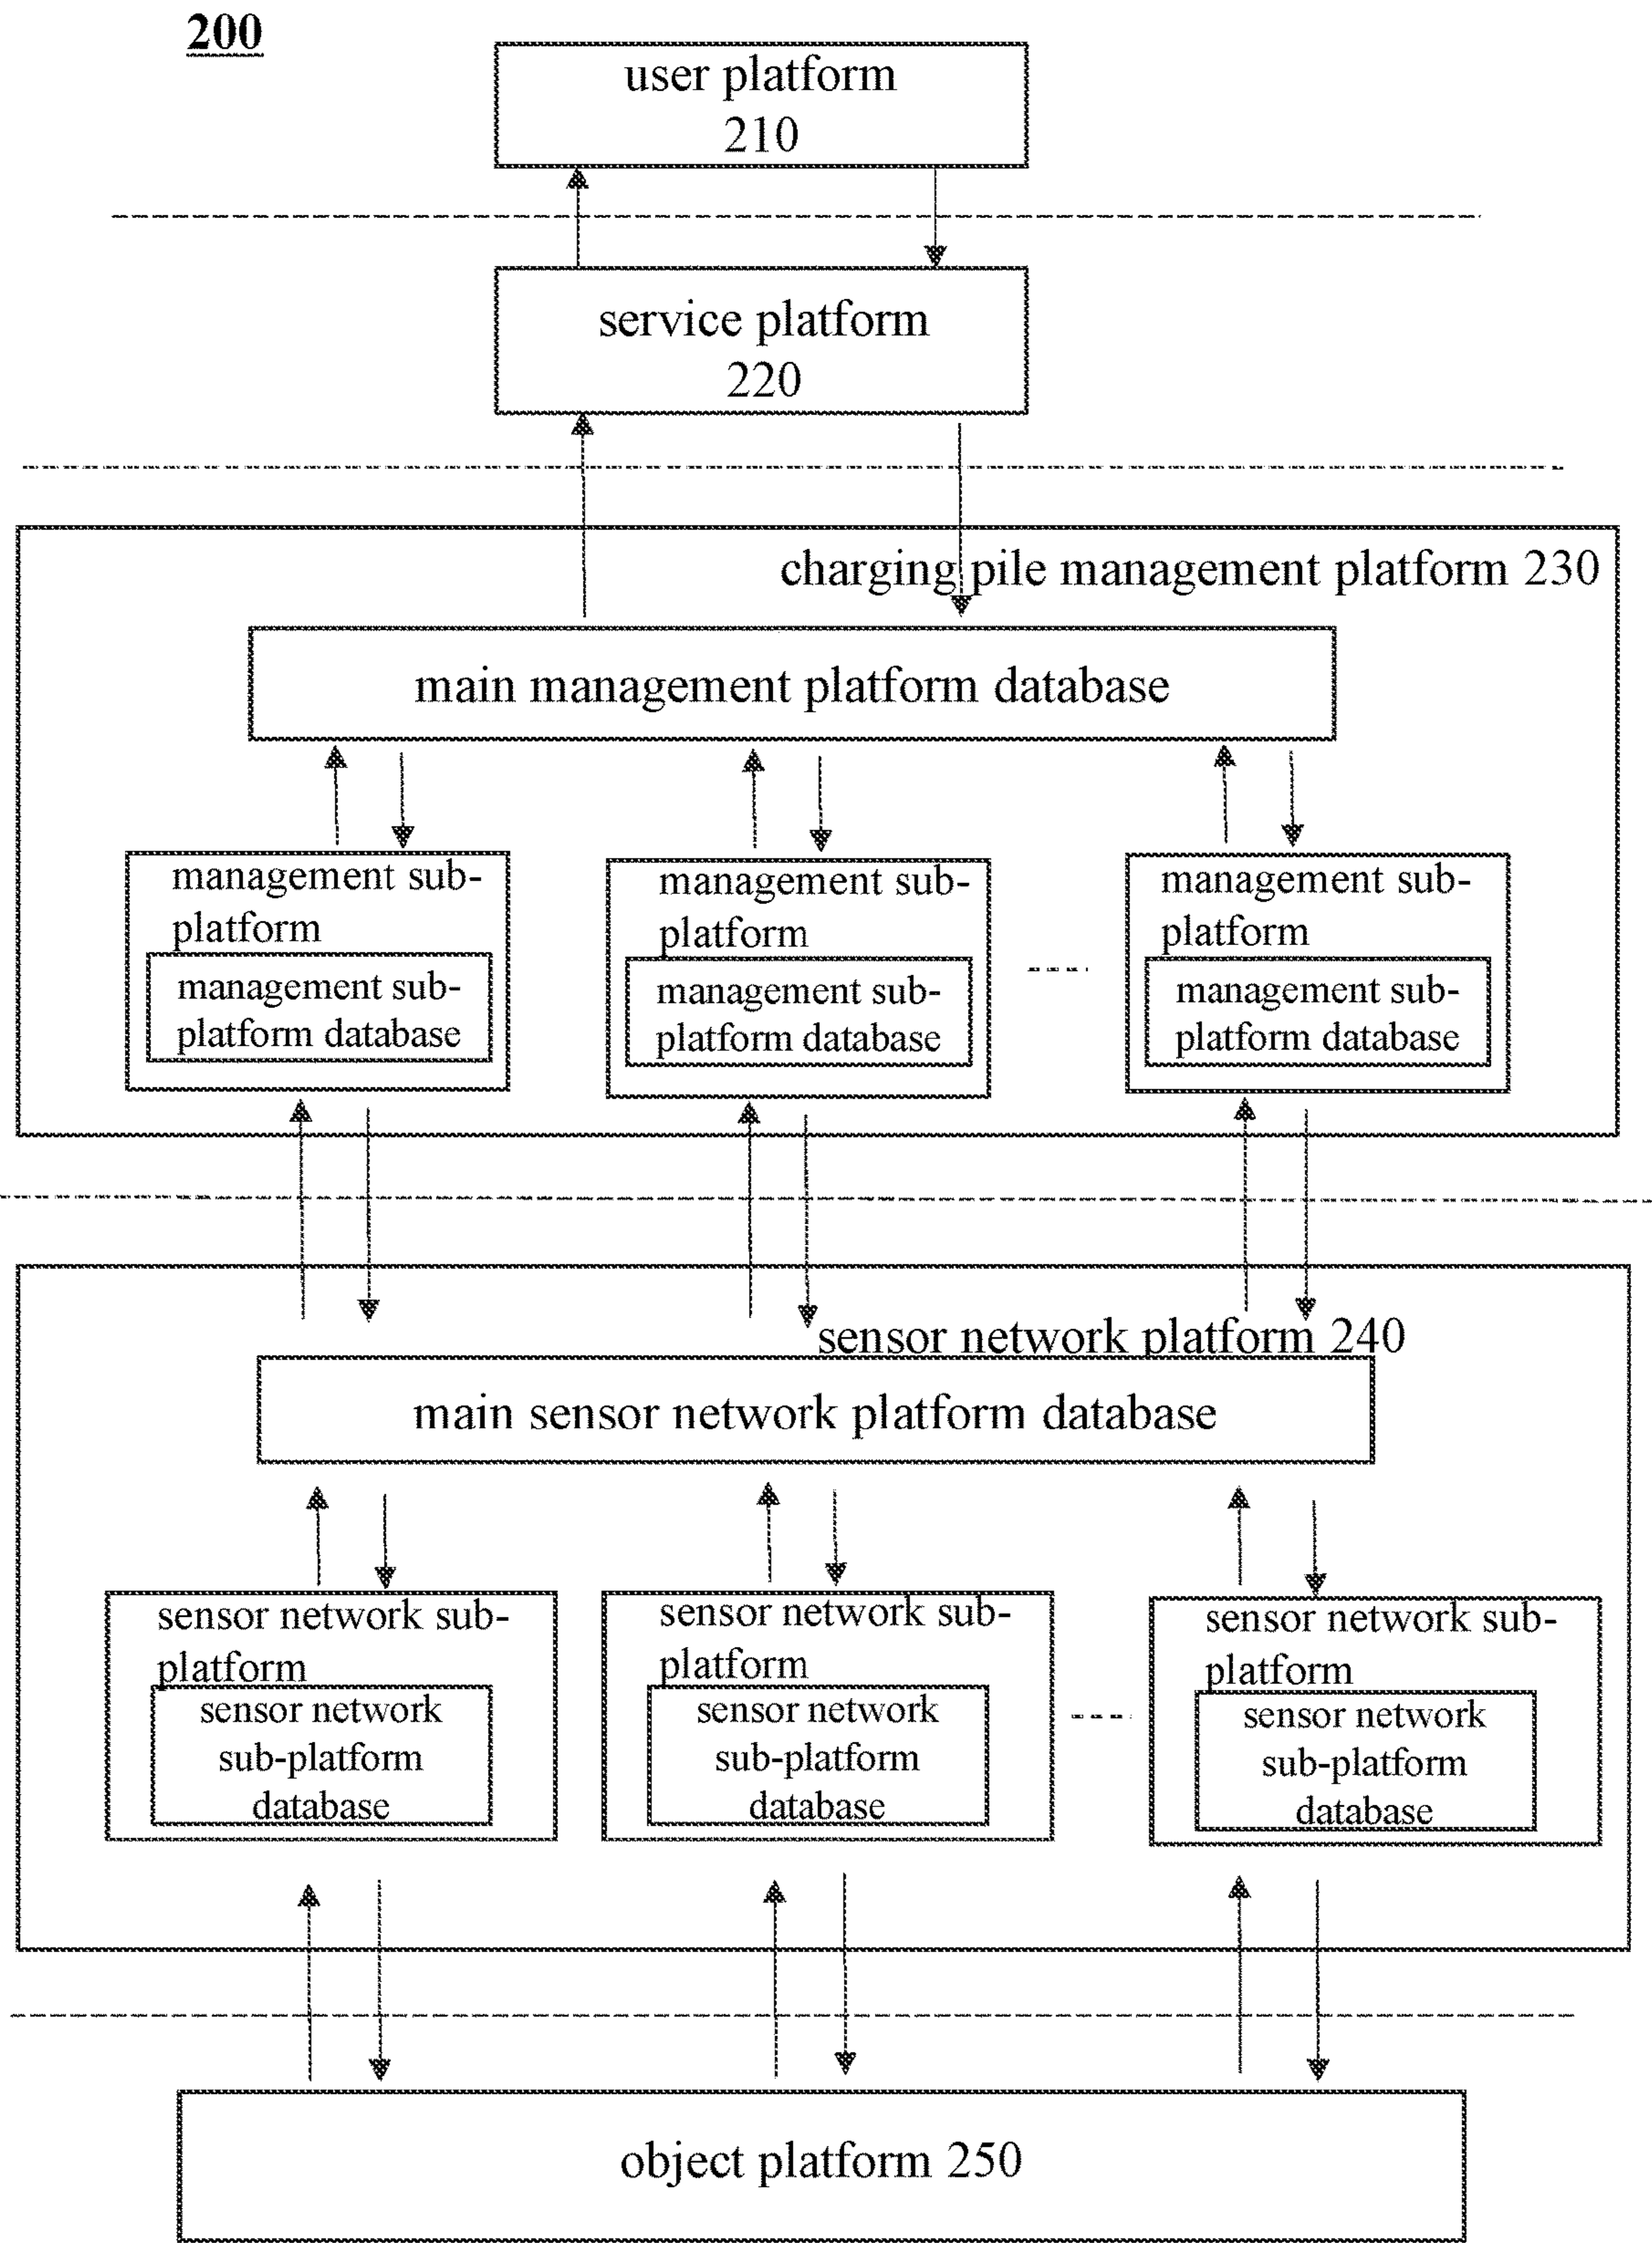 200
user platform
210
service platform
220
charging pile management platform 230
main management platform database
management sub-
platform
management sub-
platform database
management sub-
platform
management sub-
platform database
management sub-
platform
management sub-
platform database
sensor network platform 240
main sensor network platform database
sensor network sub-
platform
sensor network
sub-platform
database
sensor network sub-
platform
sensor network
sub-platform
database
sensor network sub-
platform
sensor network
sub-platform
database
object platform 250